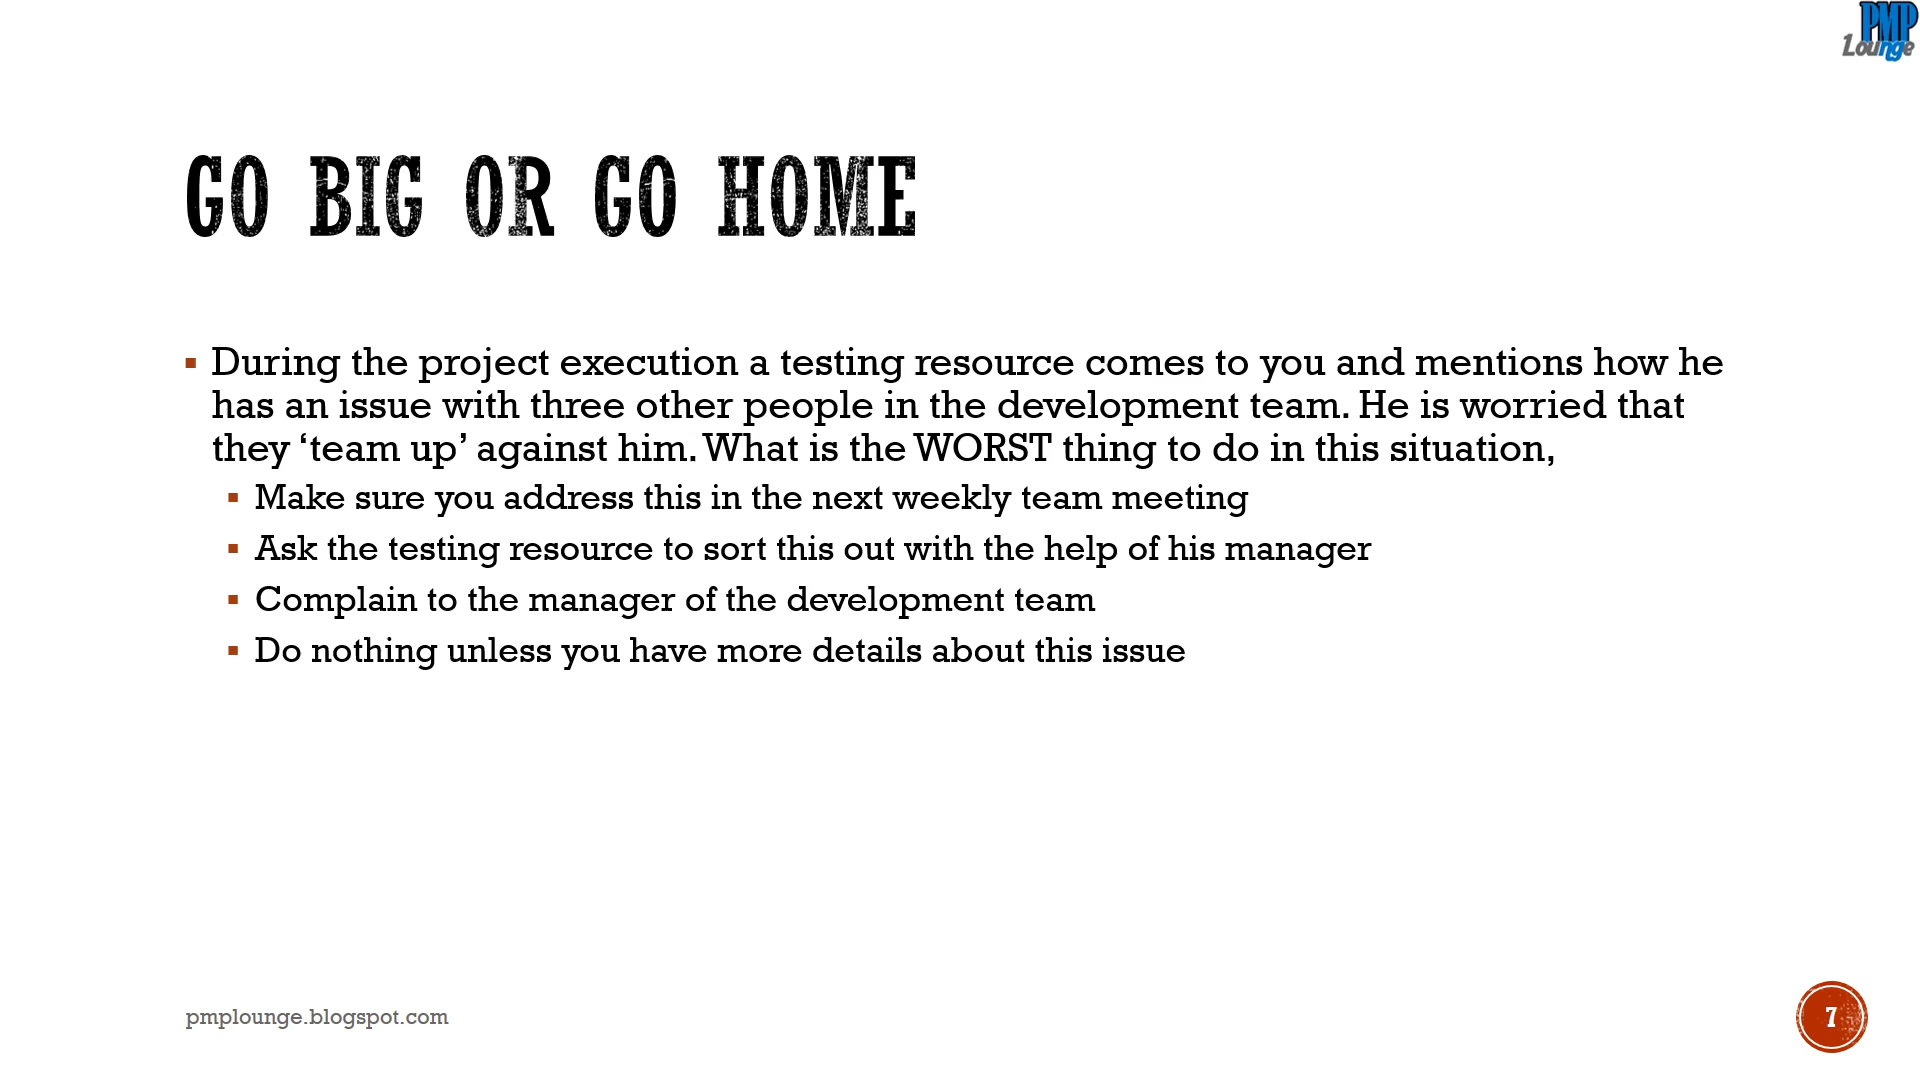 PMP
Lounge
GO BIG OR GO HOME
During the project execution a testing resource comes to you and mentions how he
has an issue with three other people in the development team. He is worried that
they ‘team up’ against him. What is the WORST thing to do in this situation,
Make sure you address this in the next weekly team meeting
Ask the testing resource to sort this out with the help of his manager
Complain to the manager of the development team
Do nothing unless you have more details about this issue
pmplounge.blogspot.com
7